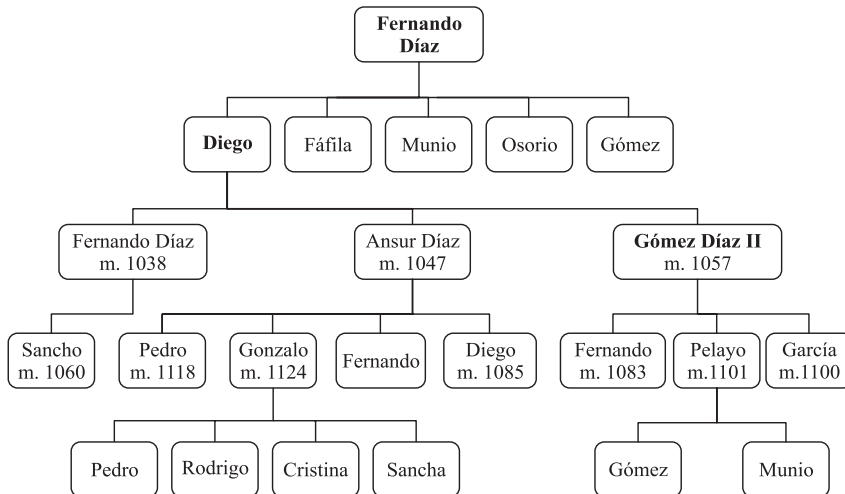 Fernando
Díaz
Diego
Fáfila
Munio
Osorio
Gómez
Fernando Díaz
m. 1038
Ansur Díaz
m. 1047
Gómez Díaz II
m. 1057
Sancho
m. 1060
Pedro
m. 1118
Gonzalo
m. 1124
Fernando
Diego
m. 1085
Fernando
m. 1083
Pelayo
m.1101
García
m.1100
Pedro
Rodrigo
Cristina
Sancha
Gómez
Munio